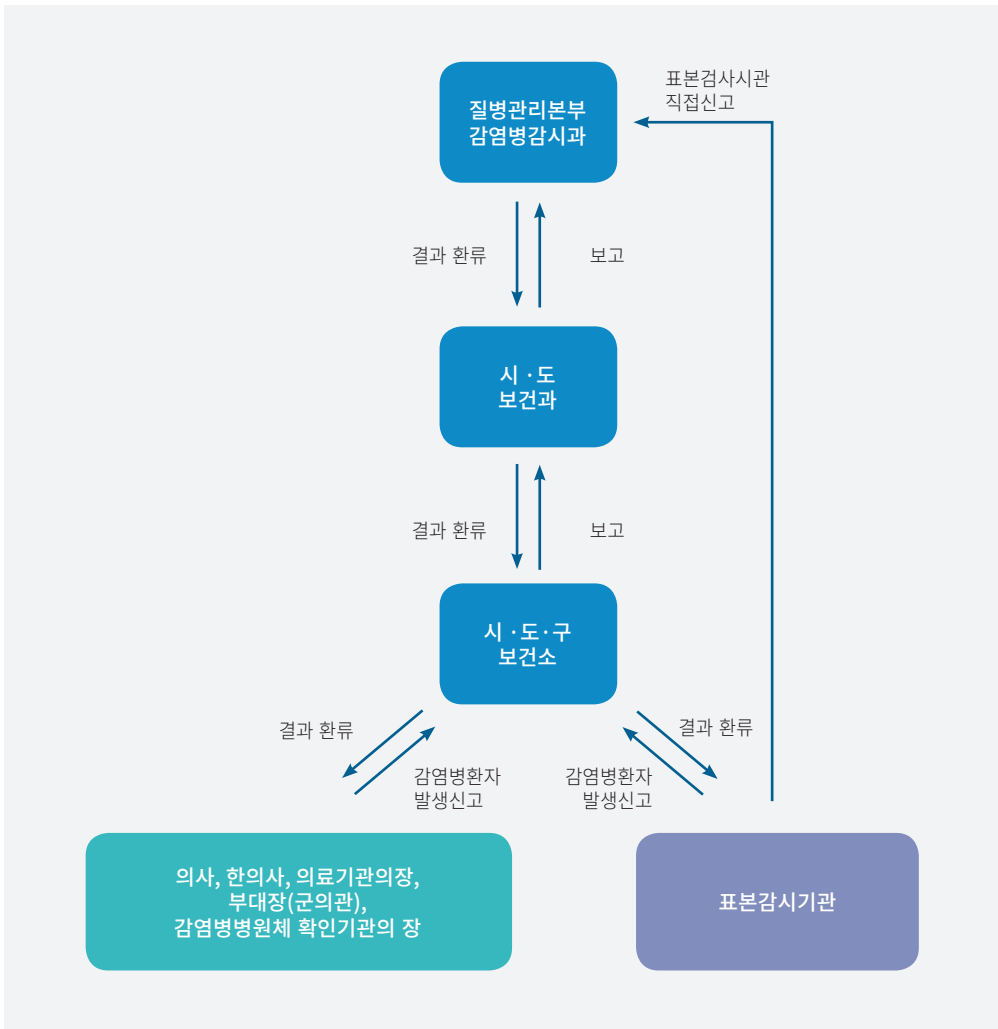 표본검사시관
직접신고
질병관리본부
감염병감시과
결과 환류
보고
시 · 도
보건과
결과 환류
보고
시 · 도 · 구
보건소
결과 환류
감염병환자
발생신고
감염병환자
발생신고
결과 환류
의사, 한의사, 의료기관의장,
부대장(군의관),
감염병병원체 확인기관의 장
표본감시기관